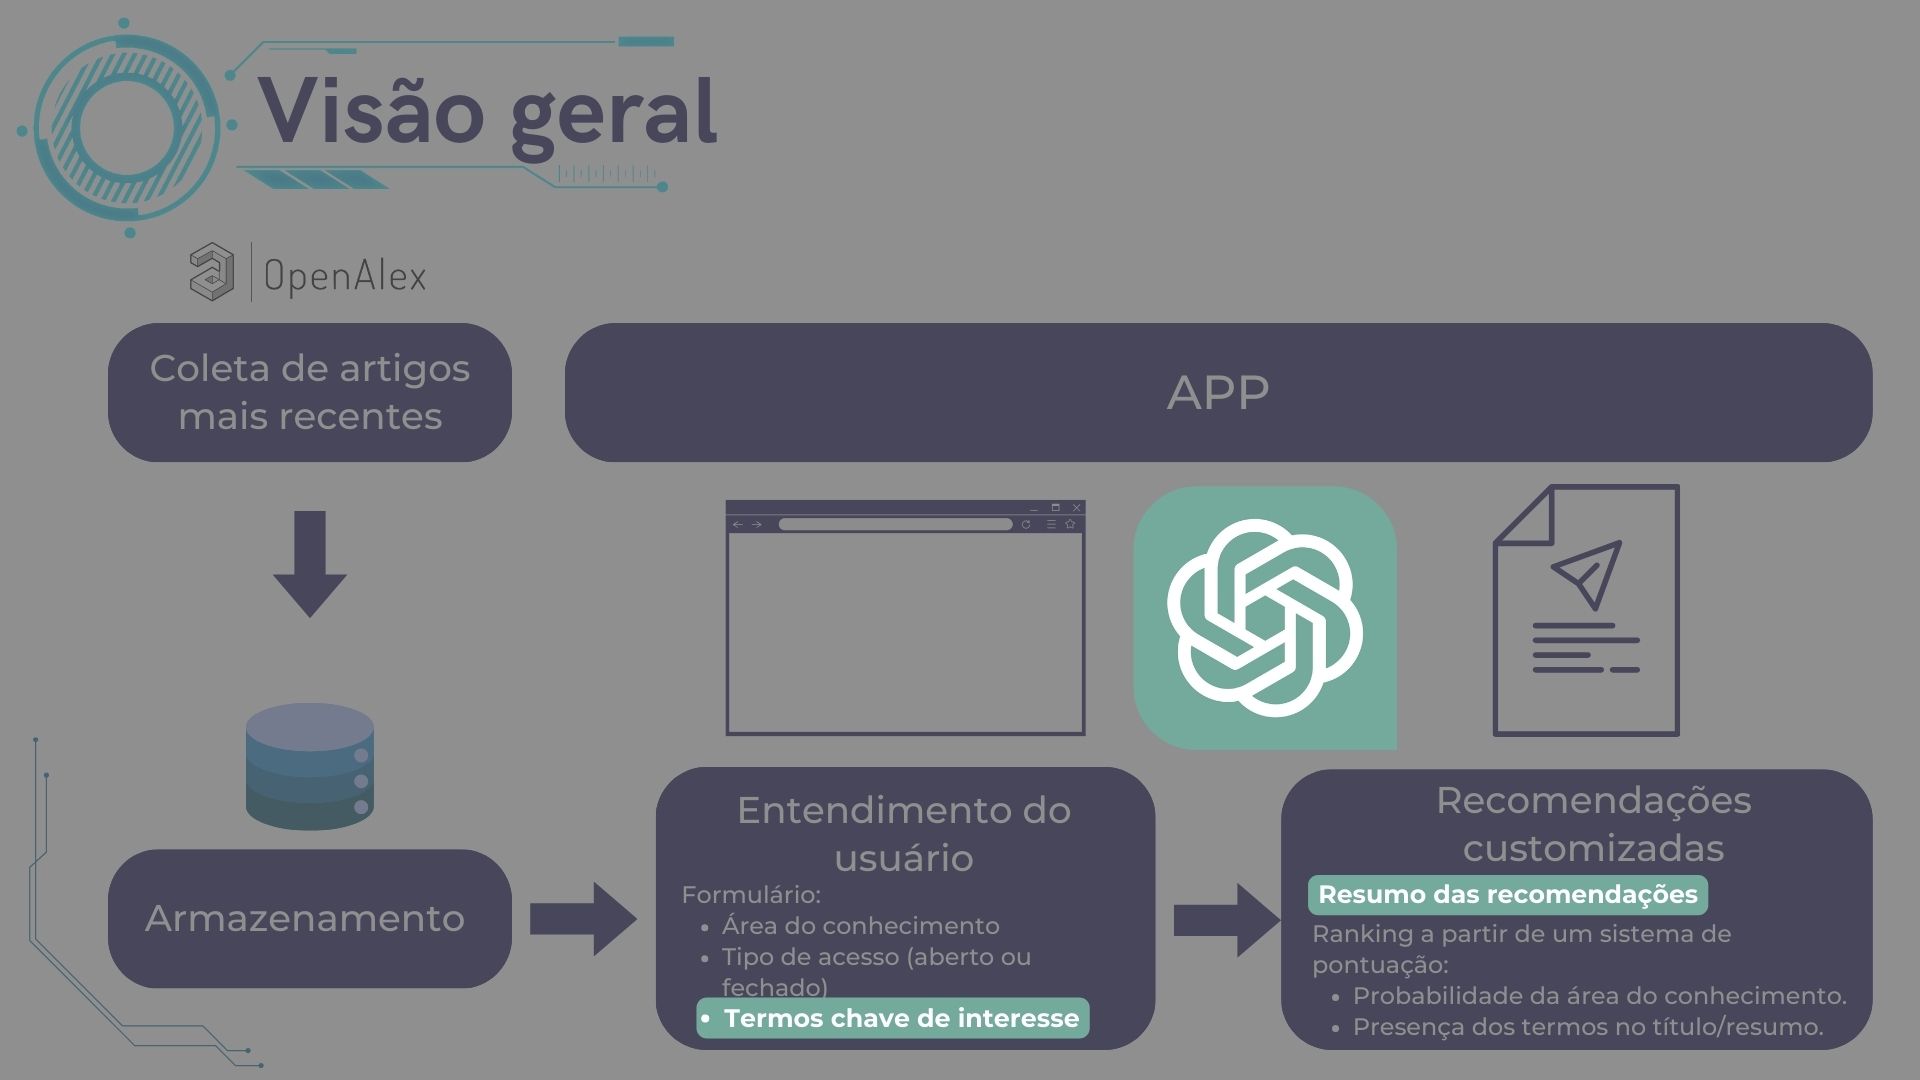 Visão geral
OpenAlex
Coleta de artigos
mais recentes
APP
Armazenamento
Entendimento do
usuário
Formulário:
• Área do conhecimento
• Tipo de acesso (aberto ou
fechado)
• Termos chave de interesse
Recomendações
customizadas
Resumo das recomendações
Ranking a partir de um sistema de
pontuação:
• Probabilidade da área do conhecimento.
• Presença dos termos no título/resumo.